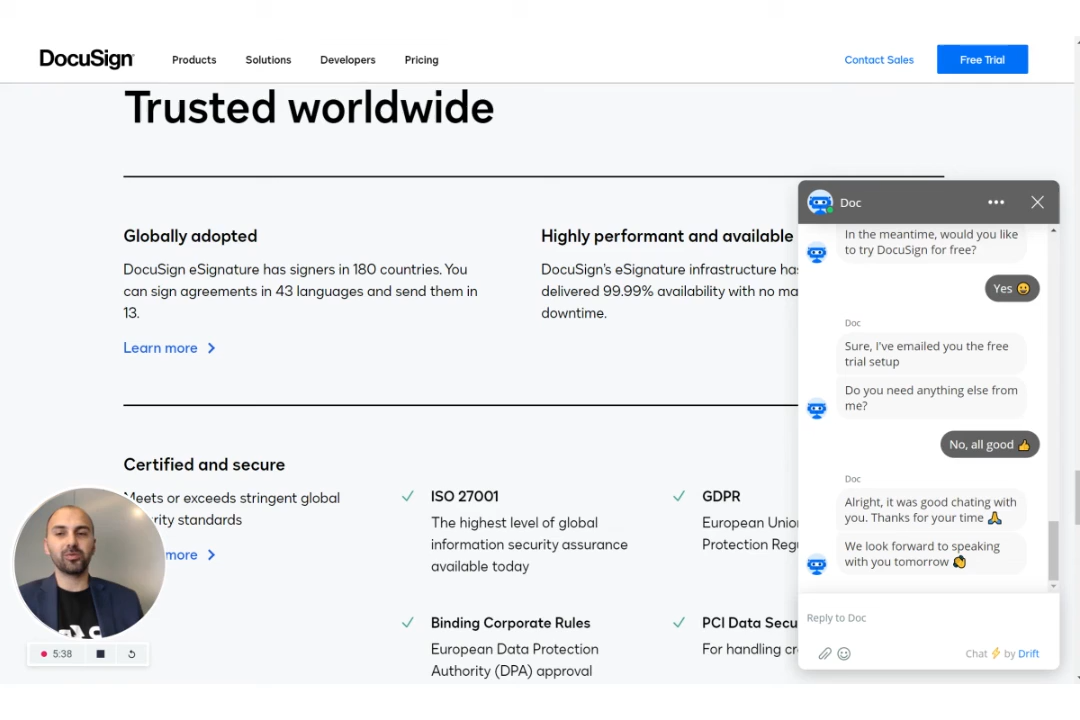 DocuSign Products Solutions Developers Pricing Contact Sales Free Trial
Trusted worldwide
Globally adopted
DocuSign eSignature has signers in 180 countries. You
can sign agreements in 43 languages and send them in
13.
Learn more
Highly performant and available
DocuSign's eSignature infrastructure has
delivered 99.99% availability with no ma
downtime.
Certified and secure
Meets or exceeds stringent global
rity standards
more
ISO 27001
The highest level of global
information security assurance
available today
GDPR
European Union
Protection Regu
Binding Corporate Rules
European Data Protection
Authority (DPA) approval
PCI Data Secu
For handling cr
Doc
In the meantime, would you like
to try DocuSign for free?
Yes 😀
Doc
Sure, I've emailed you the free
trial setup
Do you need anything else from
me?
No, all good 👍
Doc
Alright, it was good chating with
you. Thanks for your time 🙏
We look forward to speaking
with you tomorrow 👏
Reply to Doc
Chat ⚡ by Drift
5:38